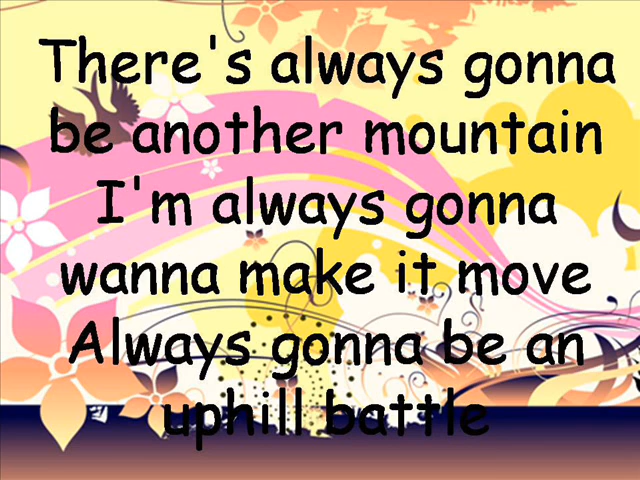 There's always gonna
be another mountain
I'm always gonna
wanna make it move
Always gonna be an
uphill battle